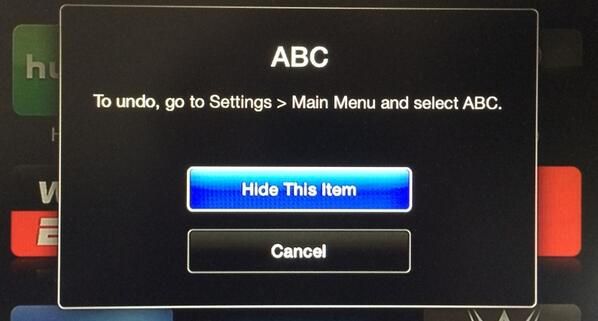 ABC
To undo, go to Settings > Main Menu and select ABC.
Hide This Item
Cancel